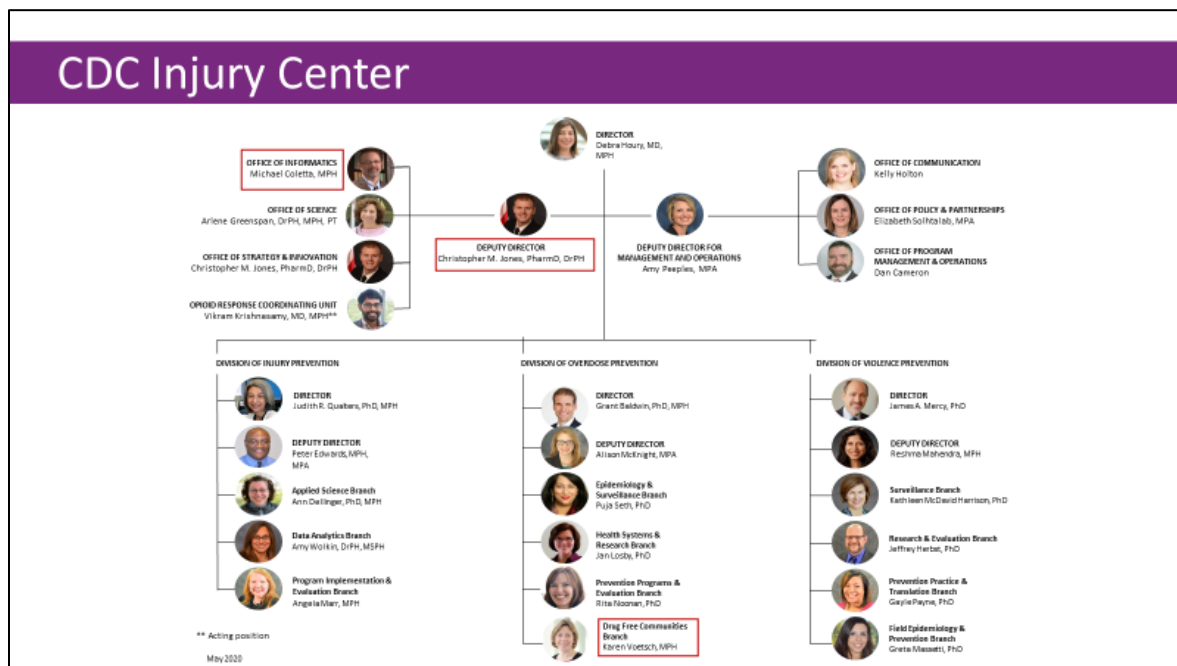 CDC Injury Center
DIRECTOR
Debra Houry, MD,
MPH
OFFICE OF INFORMATICS
Michael Coletta, MPH
OFFICE OF SCIENCE
Arlene Greenspan, DrPH, MPH, PT
OFFICE OF STRATEGY & INNOVATION
Christopher M. Jones, PharmD, DrPH
OPIOID RESPONSE COORDINATING UNIT
Vikram Krishnasamy, MD, MPH**
DEPUTY DIRECTOR
Christopher M. Jones, PharmD, DrPH
DEPUTY DIRECTOR FOR
MANAGEMENT AND OPERATIONS
Amy Peeples, MPA
OFFICE OF COMMUNICATION
Kelly Holton
OFFICE OF POLICY & PARTNERSHIPS
Elizabeth Solhtalab, MPA
OFFICE OF PROGRAM
MANAGEMENT & OPERATIONS
Dan Cameron
DIVISION OF INJURY PREVENTION
DIRECTOR
Judith R. Qualters, PhD, MPH
DEPUTY DIRECTOR
Peter Edwards, MPH,
MPA
Applied Science Branch
Ann Dellinger, PhD, MPH
Data Analytics Branch
Amy Wolkin, DrPH, MSPH
Program Implementation &
Evaluation Branch
Angela Marr, MPH
DIVISION OF OVERDOSE PREVENTION
DIRECTOR
Grant Baldwin, PhD, MPH
DEPUTY DIRECTOR
Alison McKnight, MPA
Epidemiology &
Surveillance Branch
Puja Seth, PhD
Health Systems &
Research Branch
Jan Losby, PhD
Prevention Programs &
Evaluation Branch
Rita Noonan, PhD
Drug Free Communities
Branch
Karen Voetsch, MPH
DIVISION OF VIOLENCE PREVENTION
DIRECTOR
James A. Mercy, PhD
DEPUTY DIRECTOR
Reshma Mahendra, MPH
Surveillance Branch
Kathleen McDavid Harrison, PhD
Research & Evaluation Branch
Jeffrey Herbst, PhD
Prevention Practice &
Translation Branch
Gayle Payne, PhD
Field Epidemiology &
Prevention Branch
Greta Massetti, PhD
** Acting position
May 2020